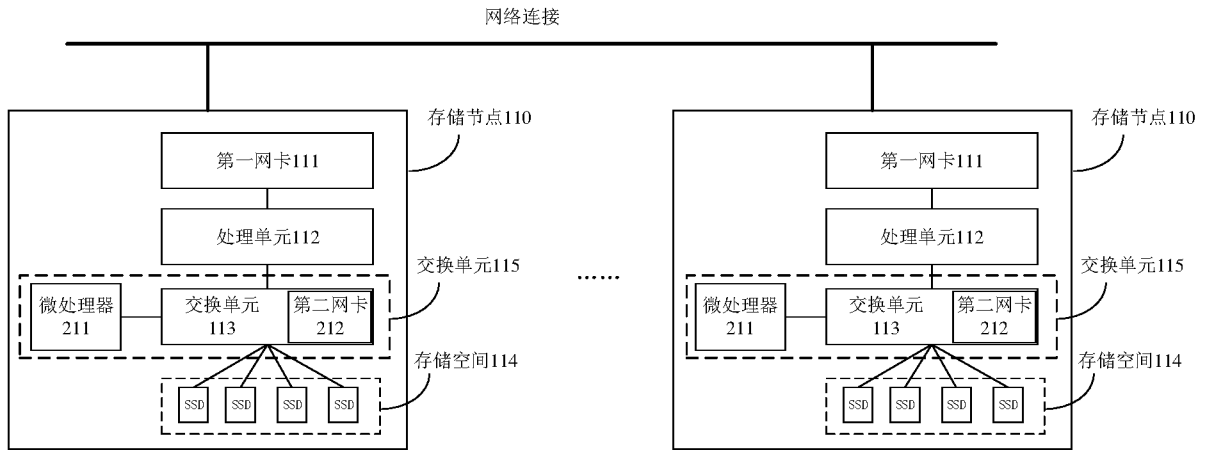 网络连接
存储节点110
第一网卡111
处理单元112
交换单元115
微处理器
211
交换单元
113
第二网卡
212
存储空间114
SSD
SSD
SSD
SSD
……
存储节点110
第一网卡111
处理单元112
交换单元115
微处理器
211
交换单元
113
第二网卡
212
存储空间114
SSD
SSD
SSD
SSD